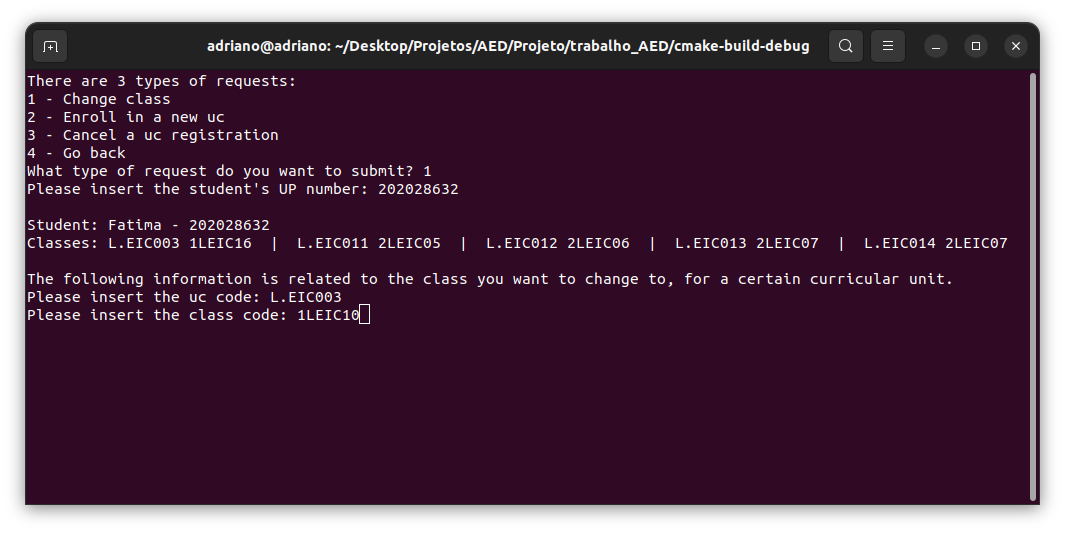 adriano@adriano: ~/Desktop/Projetos/AED/Projeto/trabalho_AED/cmake-build-debug
There are 3 types of requests:
1 - Change class
2 - Enroll in a new uc
3 - Cancel a uc registration
4 - Go back
What type of request do you want to submit? 1
Please insert the student's UP number: 202028632
Student: Fatima - 202028632
Classes: L.EIC003 1LEIC16  |  L.EIC011 2LEIC05  |  L.EIC012 2LEIC06  |  L.EIC013 2LEIC07  |  L.EIC014 2LEIC07
The following information is related to the class you want to change to, for a certain curricular unit.
Please insert the uc code: L.EIC003
Please insert the class code: 1LEIC10